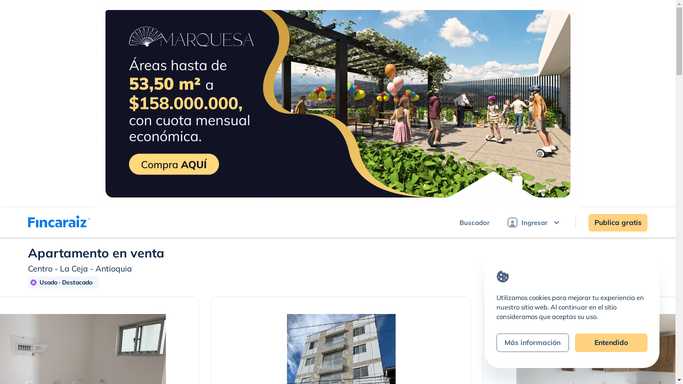 MARQUESA
Áreas hasta de
53,50 m² a
$158.000.000,
con cuota mensual
económica.
Compra AQUÍ
Fincaraiz
Buscador
Ingresar
Publica gratis
Apartamento en venta
Centro - La Ceja - Antioquia
Usado · Destacado
Utilizamos cookies para mejorar tu experiencia en
nuestro sitio web. Al continuar en el sitio
consideramos que aceptas su uso.
Más información
Entendido